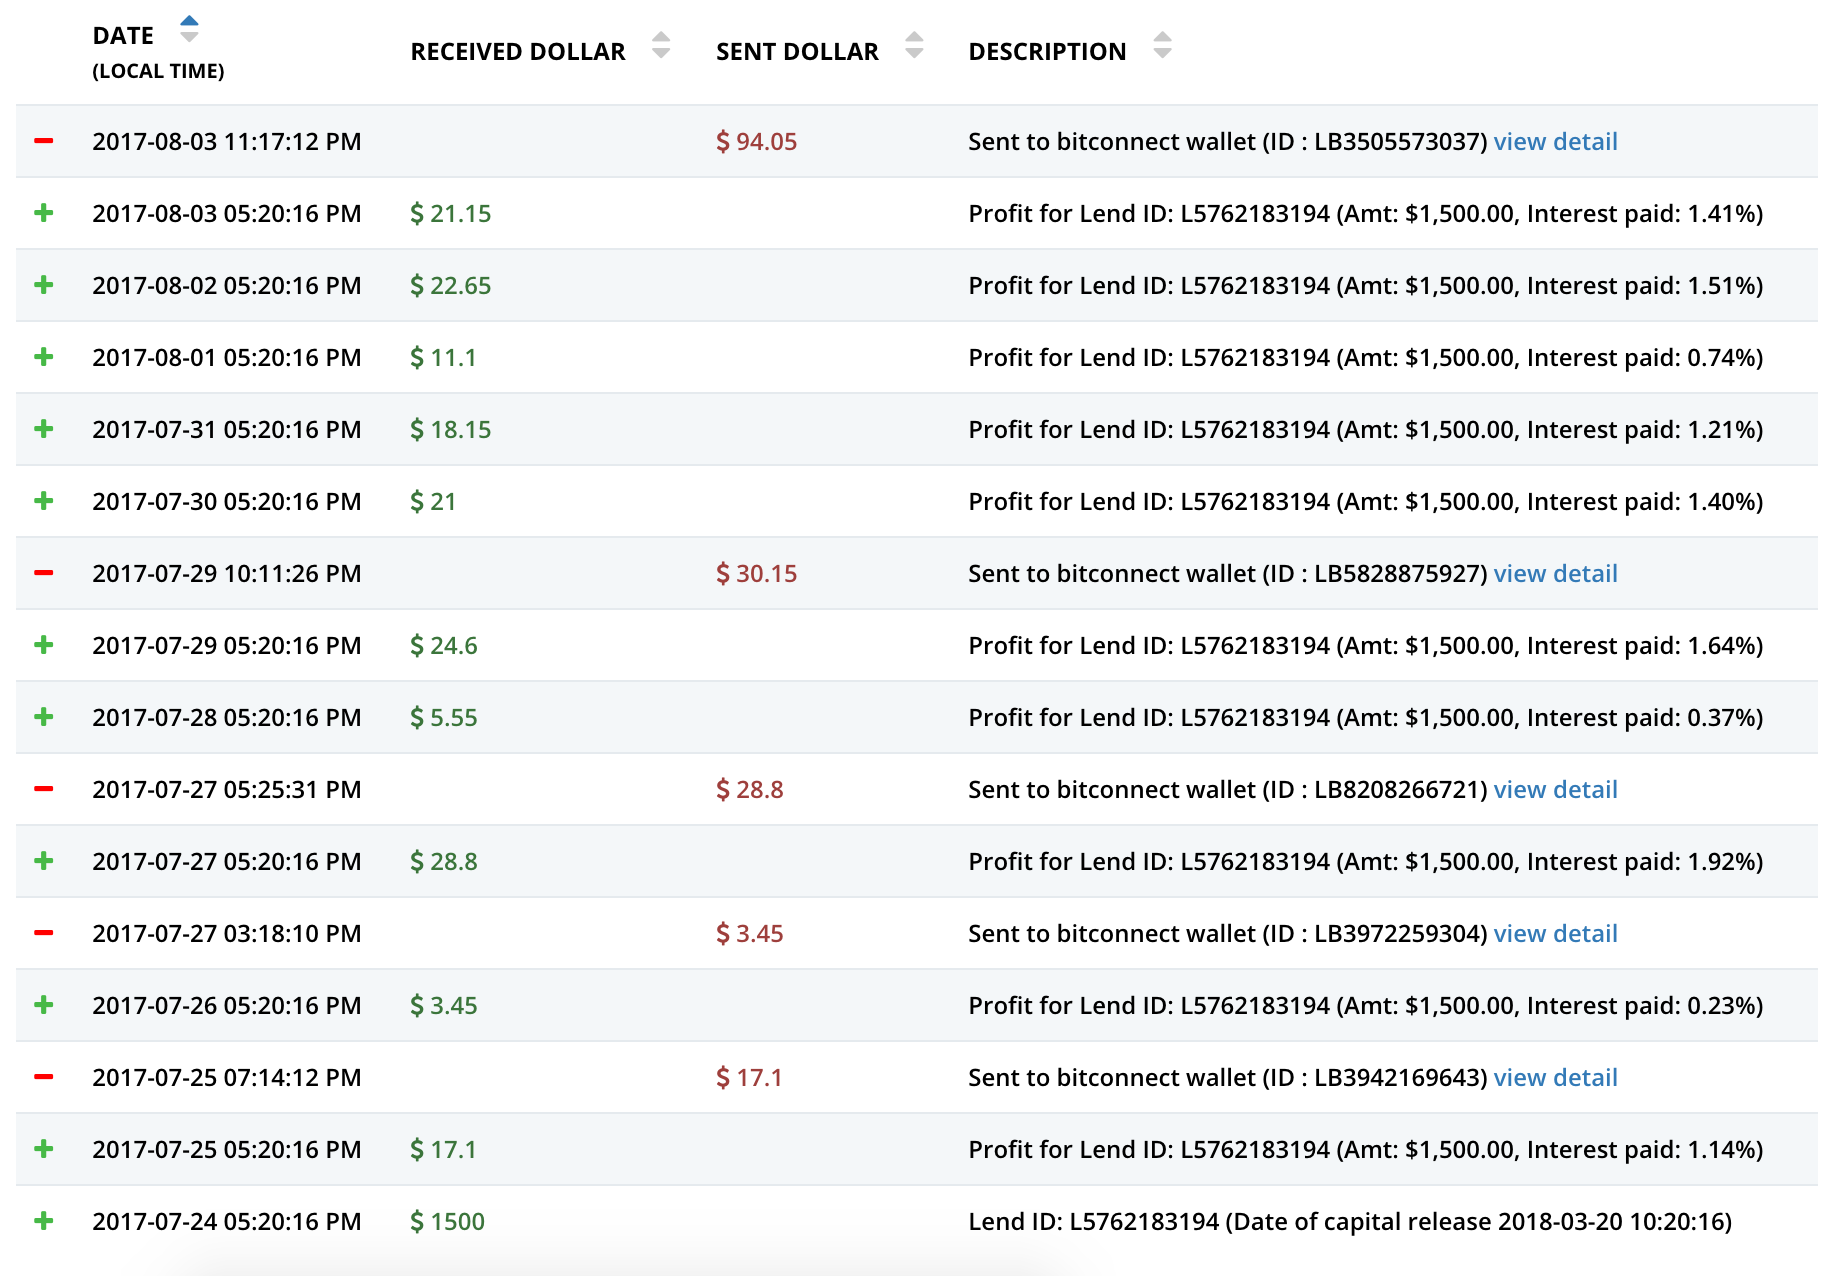 DATE
(LOCAL TIME)
RECEIVED DOLLAR SENT DOLLAR DESCRIPTION
2017-08-03 11:17:12 PM $ 94.05 Sent to bitconnect wallet (ID : LB3505573037) view detail
2017-08-03 05:20:16 PM $ 21.15 Profit for Lend ID: L5762183194 (Amt: $1,500.00, Interest paid: 1.41%)
2017-08-02 05:20:16 PM $ 22.65 Profit for Lend ID: L5762183194 (Amt: $1,500.00, Interest paid: 1.51%)
2017-08-01 05:20:16 PM $ 11.1 Profit for Lend ID: L5762183194 (Amt: $1,500.00, Interest paid: 0.74%)
2017-07-31 05:20:16 PM $ 18.15 Profit for Lend ID: L5762183194 (Amt: $1,500.00, Interest paid: 1.21%)
2017-07-30 05:20:16 PM $ 21 Profit for Lend ID: L5762183194 (Amt: $1,500.00, Interest paid: 1.40%)
2017-07-29 10:11:26 PM $ 30.15 Sent to bitconnect wallet (ID : LB5828875927) view detail
2017-07-29 05:20:16 PM $ 24.6 Profit for Lend ID: L5762183194 (Amt: $1,500.00, Interest paid: 1.64%)
2017-07-28 05:20:16 PM $ 5.55 Profit for Lend ID: L5762183194 (Amt: $1,500.00, Interest paid: 0.37%)
2017-07-27 05:25:31 PM $ 28.8 Sent to bitconnect wallet (ID : LB8208266721) view detail
2017-07-27 05:20:16 PM $ 28.8 Profit for Lend ID: L5762183194 (Amt: $1,500.00, Interest paid: 1.92%)
2017-07-27 03:18:10 PM $ 3.45 Sent to bitconnect wallet (ID : LB3972259304) view detail
2017-07-26 05:20:16 PM $ 3.45 Profit for Lend ID: L5762183194 (Amt: $1,500.00, Interest paid: 0.23%)
2017-07-25 07:14:12 PM $ 17.1 Sent to bitconnect wallet (ID : LB3942169643) view detail
2017-07-25 05:20:16 PM $ 17.1 Profit for Lend ID: L5762183194 (Amt: $1,500.00, Interest paid: 1.14%)
2017-07-24 05:20:16 PM $ 1500 Lend ID: L5762183194 (Date of capital release 2018-03-20 10:20:16)